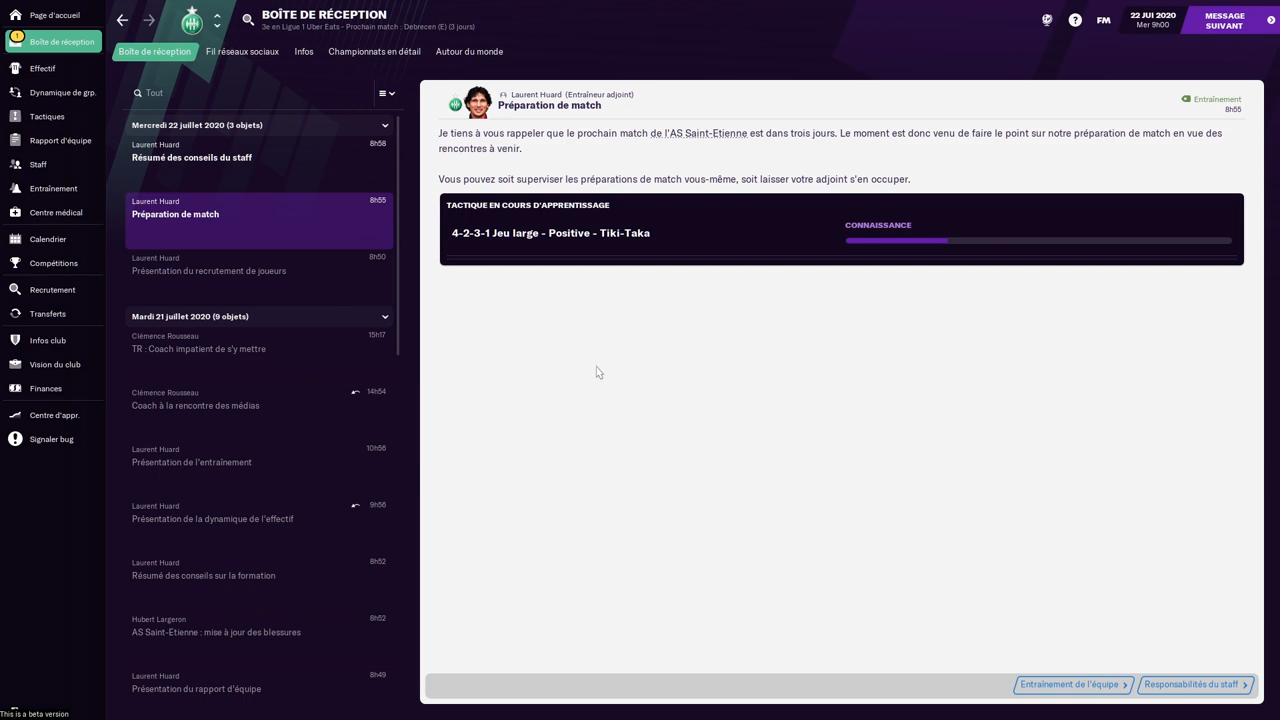 Page d'accueil
1
Boîte de réception
Effectif
Dynamique de grp.
Tactiques
Rapport d'équipe
Staff
Entraînement
Centre médical
Calendrier
Compétitions
Recrutement
Transferts
Infos club
Vision du club
Finances
Centre d'appr.
Signaler bug
This is a beta version
BOÎTE DE RÉCEPTION
3e en Ligue 1 Uber Eats - Prochain match : Debrecen (E) (3 jours)
?
FM
22 JUI 2020
Mer 9h00
MESSAGE
SUIVANT
Boîte de réception
Fil réseaux sociaux
Infos
Championnats en détail
Autour du monde
Tout
Mercredi 22 juillet 2020 (3 objets)
Laurent Huard 8h58
Résumé des conseils du staff
Laurent Huard 8h55
Préparation de match
Laurent Huard 8h50
Présentation du recrutement de joueurs
Mardi 21 juillet 2020 (9 objets)
Clémence Rousseau 15h17
TR : Coach impatient de s'y mettre
Clémence Rousseau 14h54
Coach à la rencontre des médias
Laurent Huard 10h56
Présentation de l'entraînement
Laurent Huard 9h56
Présentation de la dynamique de l'effectif
Laurent Huard 8h52
Résumé des conseils sur la formation
Hubert Largeron 8h52
AS Saint-Etienne : mise à jour des blessures
Laurent Huard 8h49
Présentation du rapport d'équipe
Laurent Huard (Entraîneur adjoint)
Préparation de match
Entraînement
8h55
Je tiens à vous rappeler que le prochain match de l'AS Saint-Etienne est dans trois jours. Le moment est donc venu de faire le point sur notre préparation de match en vue des
rencontres à venir.
Vous pouvez soit superviser les préparations de match vous-même, soit laisser votre adjoint s'en occuper.
TACTIQUE EN COURS D'APPRENTISSAGE
4-2-3-1 Jeu large - Positive - Tiki-Taka
CONNAISSANCE
Entraînement de l'équipe
Responsabilités du staff